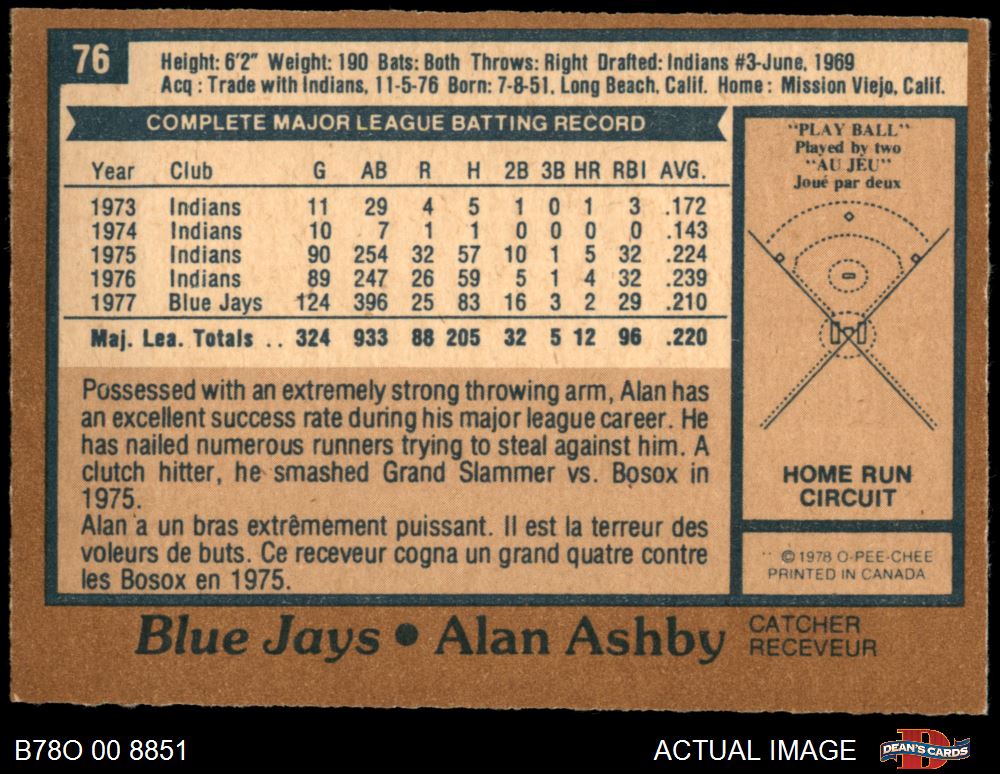 76
Height: 6'2" Weight: 190 Bats: Both Throws: Right Drafted: Indians #3-June, 1969
Acq : Trade with Indians, 11-5-76 Born: 7-8-51, Long Beach, Calif. Home : Mission Viejo, Calif.
COMPLETE MAJOR LEAGUE BATTING RECORD
Year Club G AB R H 2B 3B HR RBI AVG.
1973 Indians 11 29 4 5 1 0 1 3 .172
1974 Indians 10 7 1 1 0 0 0 0 .143
1975 Indians 90 254 32 57 10 1 5 32 .224
1976 Indians 89 247 26 59 5 1 4 32 .239
1977 Blue Jays 124 396 25 83 16 3 2 29 .210
Maj. Lea. Totals .. 324 933 88 205 32 5 12 96 .220
Possessed with an extremely strong throwing arm, Alan has
an excellent success rate during his major league career. He
has nailed numerous runners trying to steal against him. A
clutch hitter, he smashed Grand Slammer vs. Bosox in
1975.
Alan a un bras extrêmement puissant. Il est la terreur des
voleurs de buts. Ce receveur cogna un grand quatre contre
les Bosox en 1975.
"PLAY BALL"
Played by two
"AU JEU"
Joué par deux
HOME RUN
CIRCUIT
© 1978 O-PEE-CHEE
PRINTED IN CANADA
Blue Jays • Alan Ashby
CATCHER
RECEVEUR
B78O 00 8851
ACTUAL IMAGE
DEAN'S CARDS